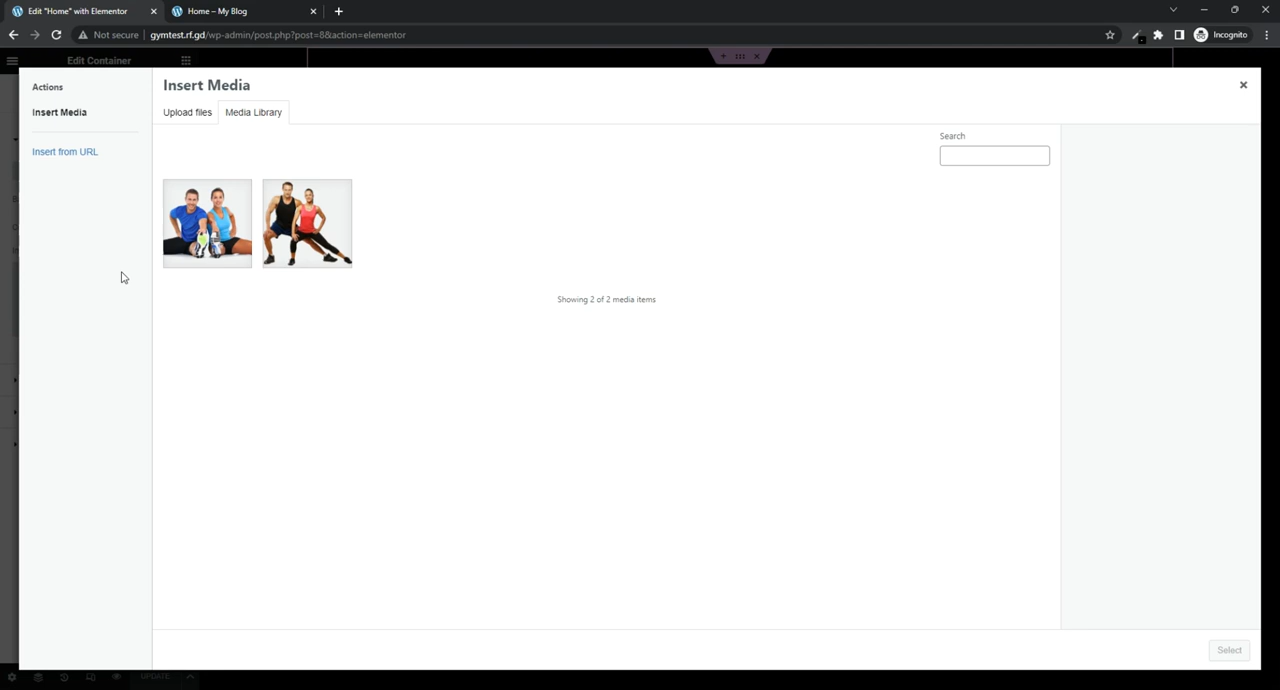 Edit "Home" with Elementor
Home – My Blog
Not secure
gymtest.rf.gd/wp-admin/post.php?post=8&action=elementor
Incognito
Edit Container
Actions
Insert Media
Insert from URL
Insert Media
Upload files
Media Library
Search
Showing 2 of 2 media items
Select
UPDATE